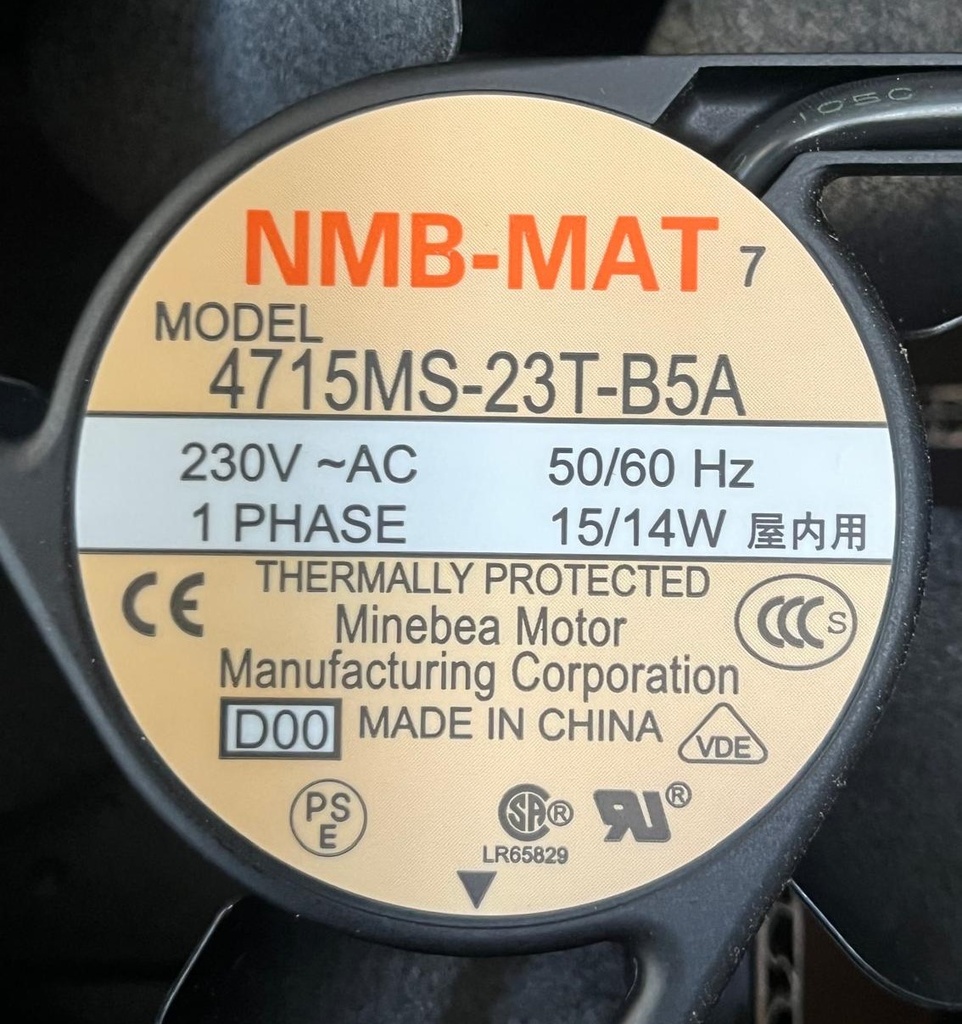 105C
NMB-MAT 7
MODEL
4715MS-23T-B5A
230V ~AC 50/60 Hz
1 PHASE 15/14W 屋内用
THERMALLY PROTECTED
CE
Minebea Motor
CCC S
Manufacturing Corporation
D00 MADE IN CHINA
VDE
PS
E
SA ®
LR65829
RU ®